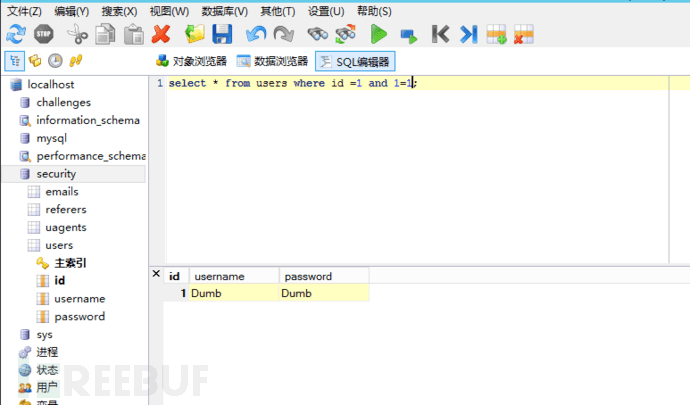 文件(Z) 编辑(Y) 搜索(X) 视图(W) 数据库(V) 其他(T) 设置(U) 帮助(S)
STOP
对象浏览器 数据浏览器 SQL编辑器
localhost
challenges
information_schema
mysql
performance_schema
security
emails
referers
uagents
users
主索引
id
username
password
sys
进程
状态
用户
变量
1 select * from users where id =1 and 1=1;
id username password
1 Dumb Dumb
REEBUF